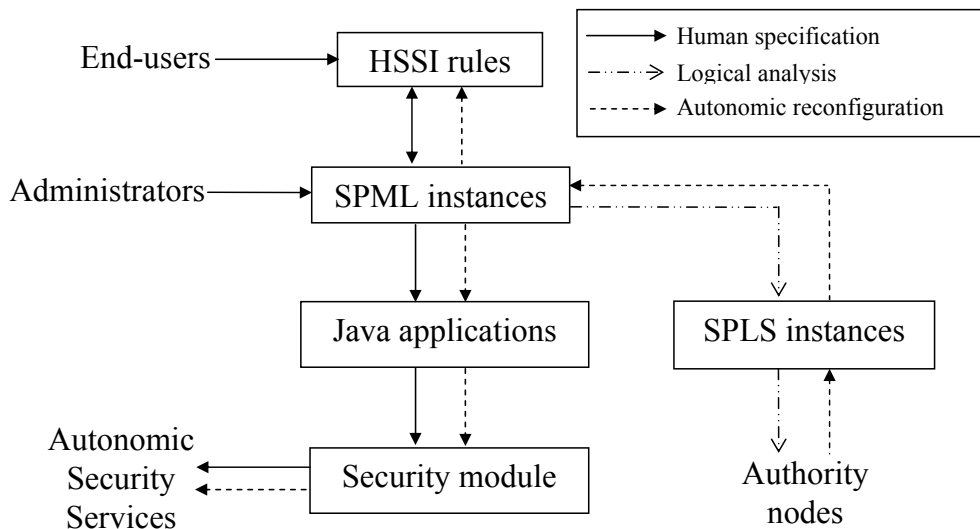 End-users
HSSI rules
Human specification
Logical analysis
Autonomic reconfiguration
Administrators
SPML instances
Java applications
SPLS instances
Autonomic
Security
Services
Security module
Authority
nodes